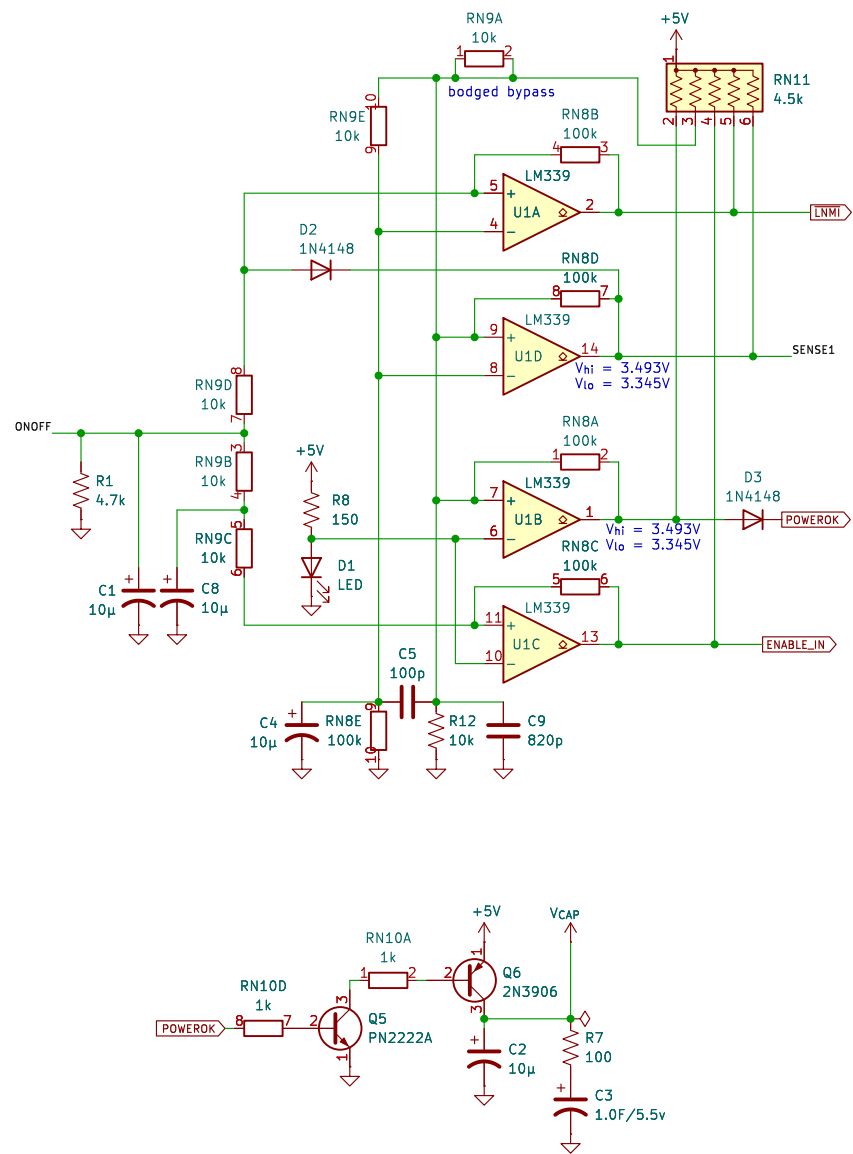 RN9A
10k
1 2
bodged bypass
+5V
1
RN11
4.5k
2 3 4 5 6
10
RN9E
10k
9
RN8B
100k
4 3
LM339
5
+
U1A
2
4
−
LNMI
D2
1N4148
RN8D
100k
8 7
LM339
9
+
U1D
14
8
−
SENSE1
Vhi = 3.493V
Vlo = 3.345V
8
RN9D
10k
7
ONOFF
R1
4.7k
3
RN9B
10k
4
5
RN9C
10k
6
+5V
R8
150
D1
LED
RN8A
100k
1 2
LM339
7
+
U1B
1
6
−
D3
1N4148
POWEROK
Vhi = 3.493V
Vlo = 3.345V
RN8C
100k
5 6
LM339
11
+
U1C
13
10
−
ENABLE_IN
+
C1
10µ
+
C8
10µ
C5
100p
+
C4
10µ
9
RN8E
100k
10
R12
10k
C9
820p
+5V
VCAP
RN10A
1k
1 2
2
1
Q6
2N3906
3
RN10D
1k
POWEROK
8 7
2
3
Q5
PN2222A
1
+
C2
10µ
R7
100
+
C3
1.0F/5.5v